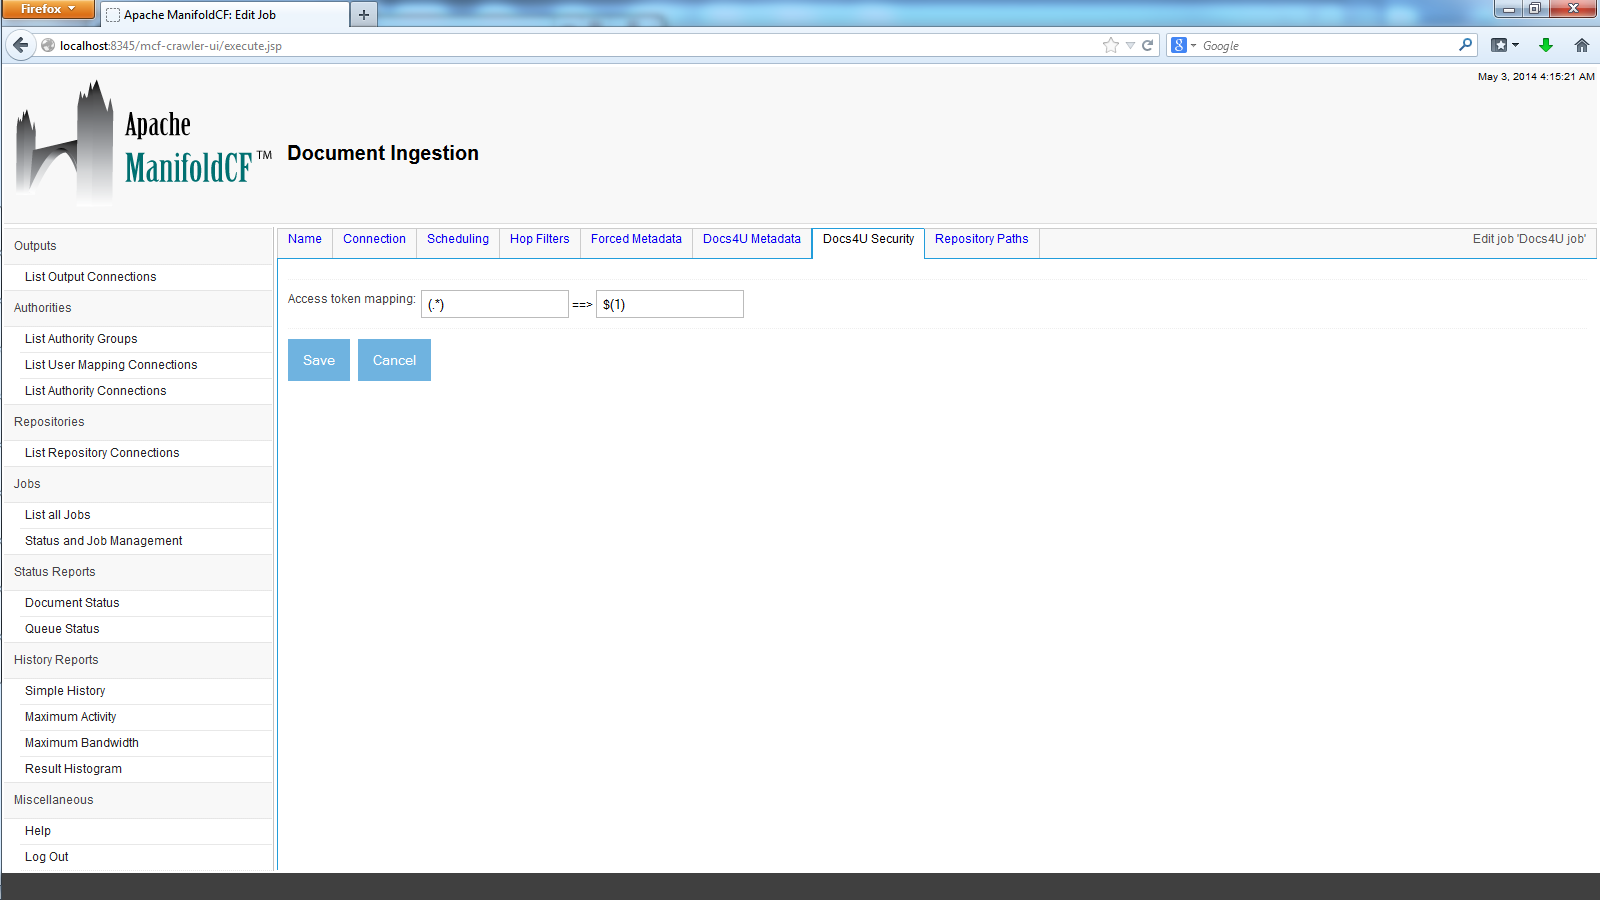 Firefox
Apache ManifoldCF: Edit Job
localhost:8345/mcf-crawler-ui/execute.jsp
Google
May 3, 2014 4:15:21 AM
Apache
ManifoldCF™
Document Ingestion
Outputs
List Output Connections
Authorities
List Authority Groups
List User Mapping Connections
List Authority Connections
Repositories
List Repository Connections
Jobs
List all Jobs
Status and Job Management
Status Reports
Document Status
Queue Status
History Reports
Simple History
Maximum Activity
Maximum Bandwidth
Result Histogram
Miscellaneous
Help
Log Out
Name Connection Scheduling Hop Filters Forced Metadata Docs4U Metadata Docs4U Security Repository Paths Edit job 'Docs4U job'
Access token mapping: (.*) ==> $(1)
Save Cancel